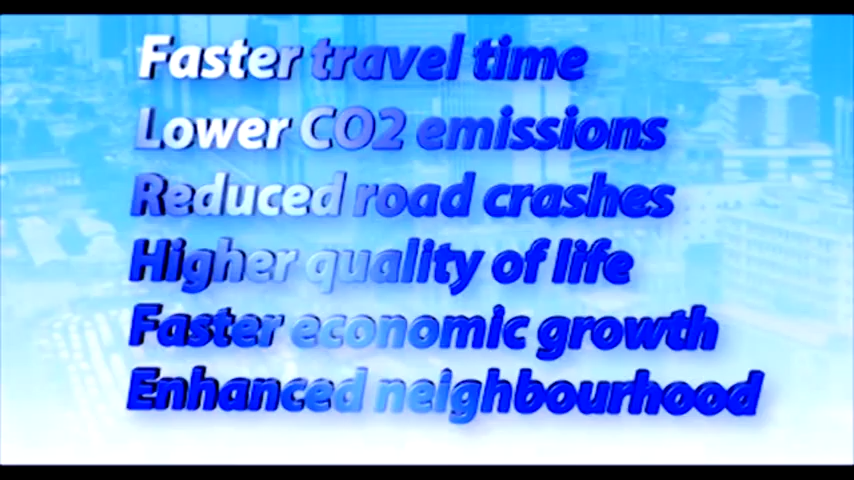 Faster travel time
Lower CO2 emissions
Reduced road crashes
Higher quality of life
Faster economic growth
Enhanced neighbourhood